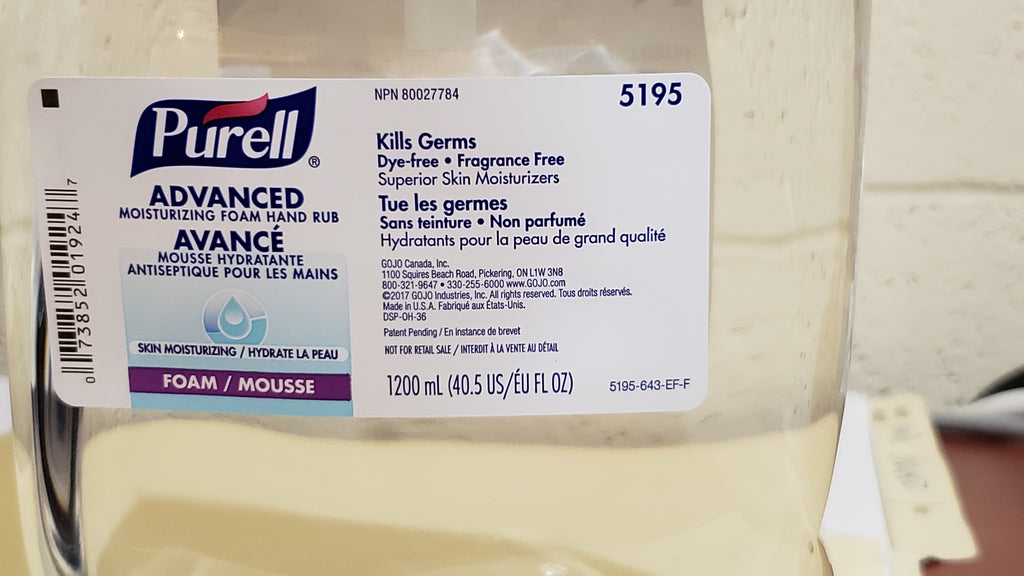 Purell®
ADVANCED
MOISTURIZING FOAM HAND RUB
AVANCÉ
MOUSSE HYDRATANTE
ANTISEPTIQUE POUR LES MAINS
SKIN MOISTURIZING / HYDRATE LA PEAU
FOAM / MOUSSE
0 73852 01924 7
NPN 80027784
5195
Kills Germs
Dye-free • Fragrance Free
Superior Skin Moisturizers
Tue les germes
Sans teinture • Non parfumé
Hydratants pour la peau de grand qualité
GOJO Canada, Inc.
1100 Squires Beach Road, Pickering, ON L1W 3N8
800-321-9647 • 330-255-6000 www.GOJO.com
©2017 GOJO Industries, Inc. All rights reserved. Tous droits réservés.
Made in U.S.A. Fabriqué aux États-Unis.
DSP-OH-36
Patent Pending / En instance de brevet
NOT FOR RETAIL SALE / INTERDIT À LA VENTE AU DÉTAIL
1200 mL (40.5 US/ÉU FL OZ)
5195-643-EF-F